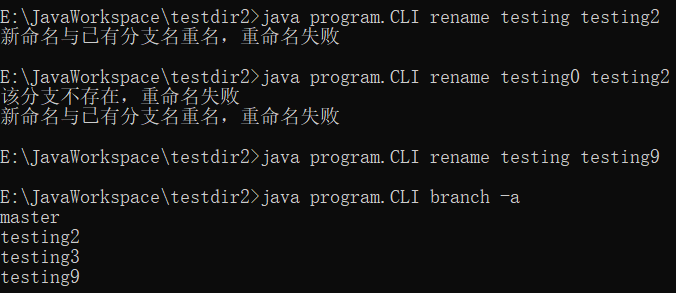 E:\JavaWorkspace\testdir2>java program.CLI rename testing testing2
新命名与已有分支名重名，重命名失败
E:\JavaWorkspace\testdir2>java program.CLI rename testing0 testing2
该分支不存在，重命名失败
新命名与已有分支名重名，重命名失败
E:\JavaWorkspace\testdir2>java program.CLI rename testing testing9
E:\JavaWorkspace\testdir2>java program.CLI branch -a
master
testing2
testing3
testing9